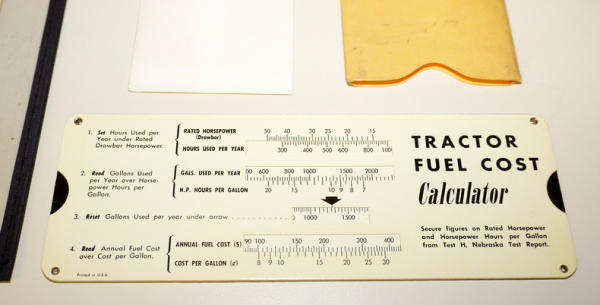 1. Set Hours Used per
Year under Rated
Drawbar Horsepower.
RATED HORSEPOWER
(Drawbar)
50 40 30 25 20 15
HOURS USED PER YEAR
300 400 500 600 800 100
2. Read Gallons Used
per Year over Horse-
power Hours per
Gallon.
GALS. USED PER YEAR
00 600 800 1000 1500 2000
H.P. HOURS PER GALLON
20 15 10 9 8 7
3. Reset Gallons Used per year under arrow
1000 1500
4. Read Annual Fuel Cost
over Cost per Gallon.
ANNUAL FUEL COST ($)
90 100 150 200 300 400
COST PER GALLON (¢)
8 9 10 15 20 25 30
Printed in U.S.A.
TRACTOR
FUEL COST
Calculator
Secure figures on Rated Horsepower
and Horsepower Hours per Gallon
from Test H, Nebraska Test Report.